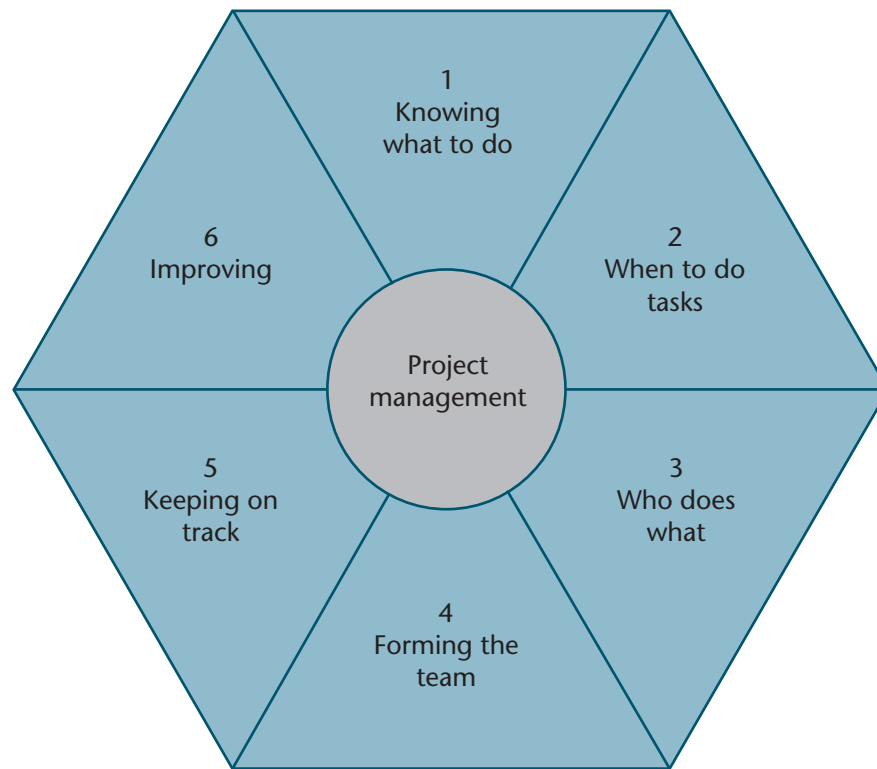 1
Knowing
what to do
2
When to do
tasks
3
Who does
what
4
Forming the
team
5
Keeping on
track
6
Improving
Project
management